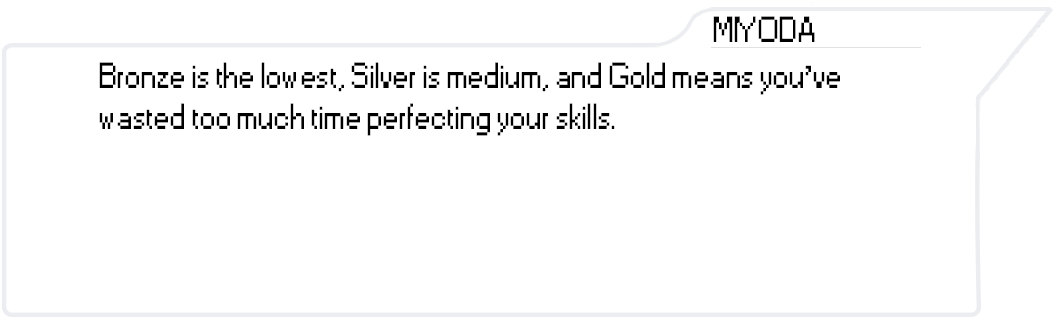 MIYODA
Bronze is the lowest, Silver is medium, and Gold means you've
wasted too much time perfecting your skills.